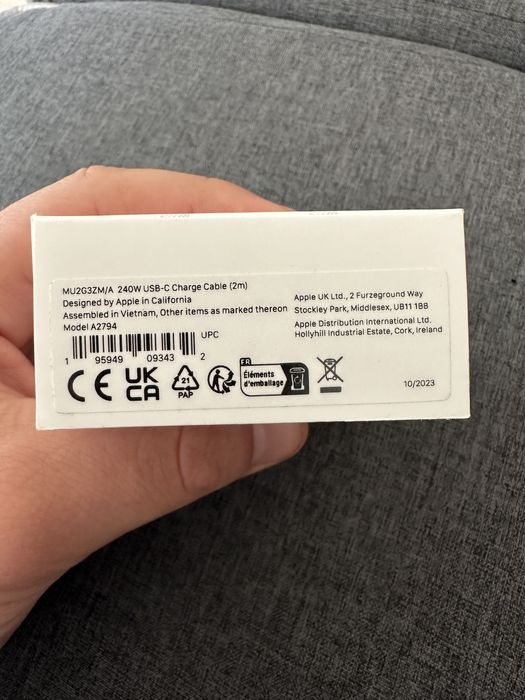 MU2G3ZM/A 240W USB-C Charge Cable (2m)
Designed by Apple in California
Assembled in Vietnam, Other items as marked thereon
Model A2794
UPC
1 95949 09343 2
Apple UK Ltd., 2 Furzeground Way
Stockley Park, Middlesex, UB11 1BB
Apple Distribution International Ltd.
Hollyhill Industrial Estate, Cork, Ireland
CE
UK
CA
21
PAP
FR
Éléments
d'emballage
10/2023